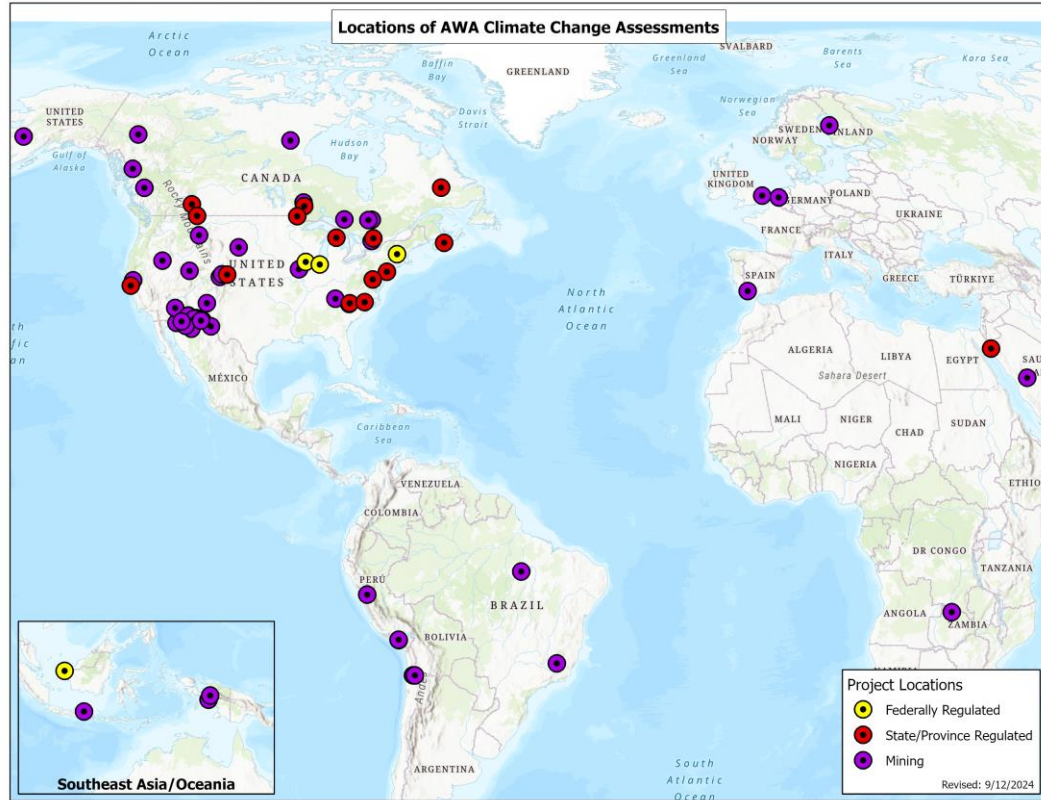 Locations of AWA Climate Change Assessments
Arctic
Ocean
Baffin
Bay
GREENLAND
Greenland
Sea
SVALBARD
Barents
Sea
Kara Sea
UNITED
STATES
Gulf of
Alaska
Davis
Strait
Hudson
Bay
CANADA
Rocky Mountains
Norwegian
Sea
SWEDEN
FINLAND
NORWAY
UNITED
KINGDOM
POLAND
GERMANY
UKRAINE
FRANCE
ITALY
SPAIN
GREECE
TÜRKIYE
UNITED
STATES
North
Atlantic
Ocean
MÉXICO
Caribbean
Sea
ALGERIA
LIBYA
EGYPT
SAU
Sahara Desert
MALI
NIGER
CHAD
SUDAN
NIGERIA
ETHIO
VENEZUELA
COLOMBIA
DR CONGO
TANZANIA
PERÚ
BRAZIL
ANGOLA
ZAMBIA
BOLIVIA
Andes
ARGENTINA
South
Atlantic
Ocean
Southeast Asia/Oceania
Project Locations
Federally Regulated
State/Province Regulated
Mining
Revised: 9/12/2024